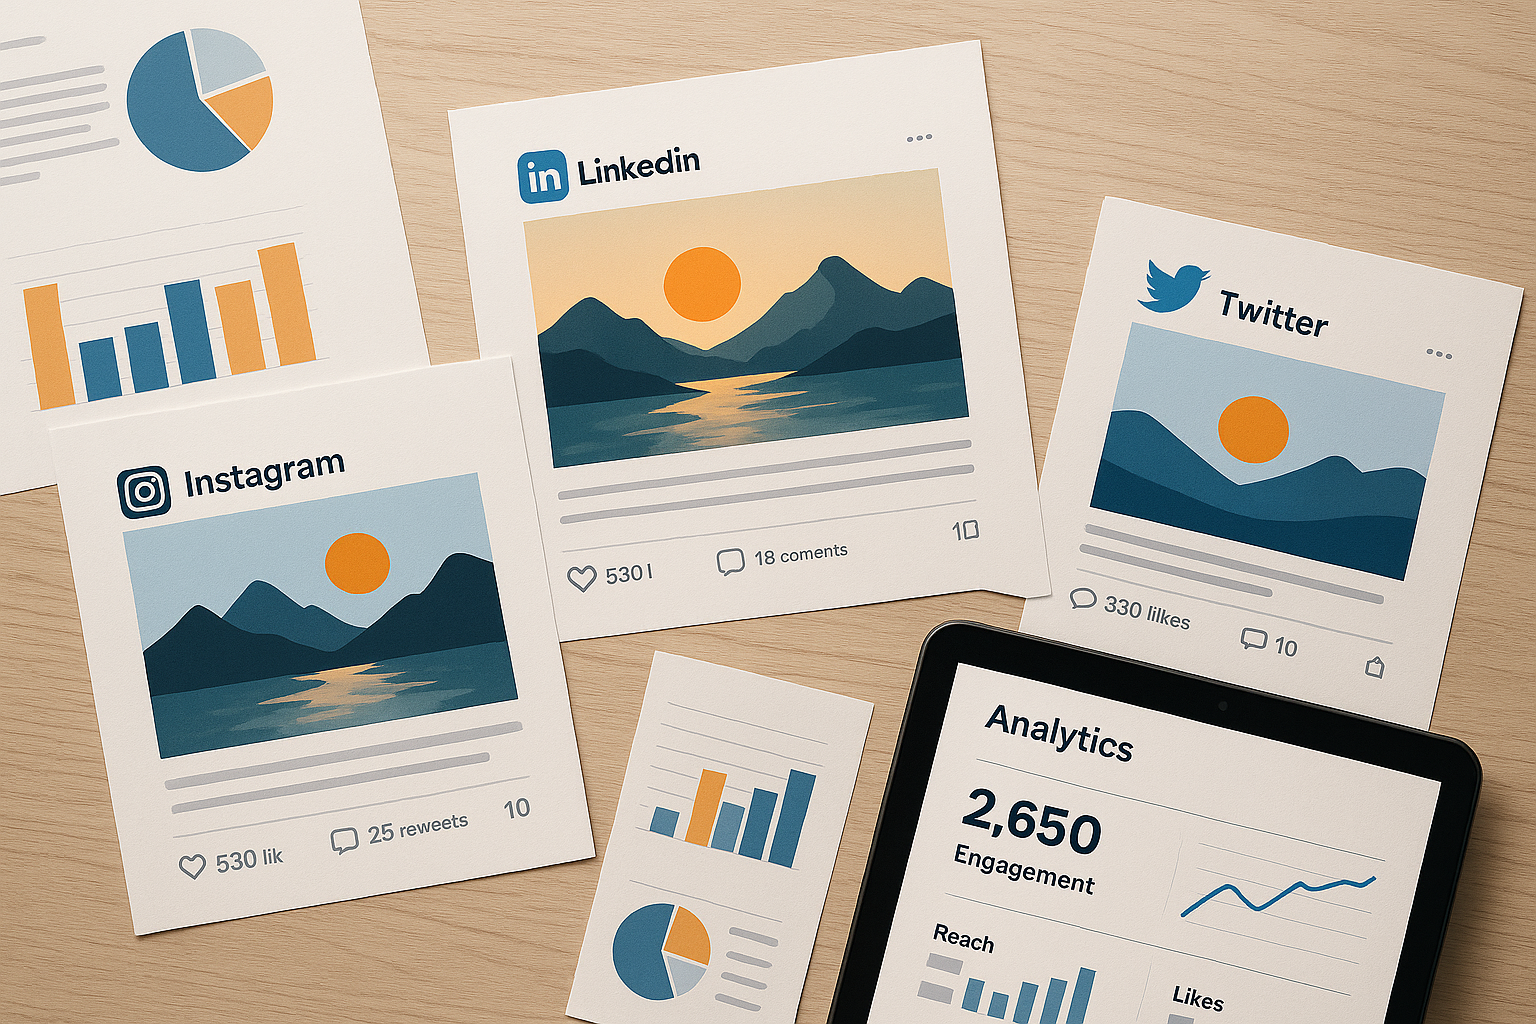 in Linkedin
530 l
18 coments
10
Twitter
330 lilkes
10
Instagram
530 lik
25 reweets
10
Analytics
2,650
Engagement
Reach
Likes